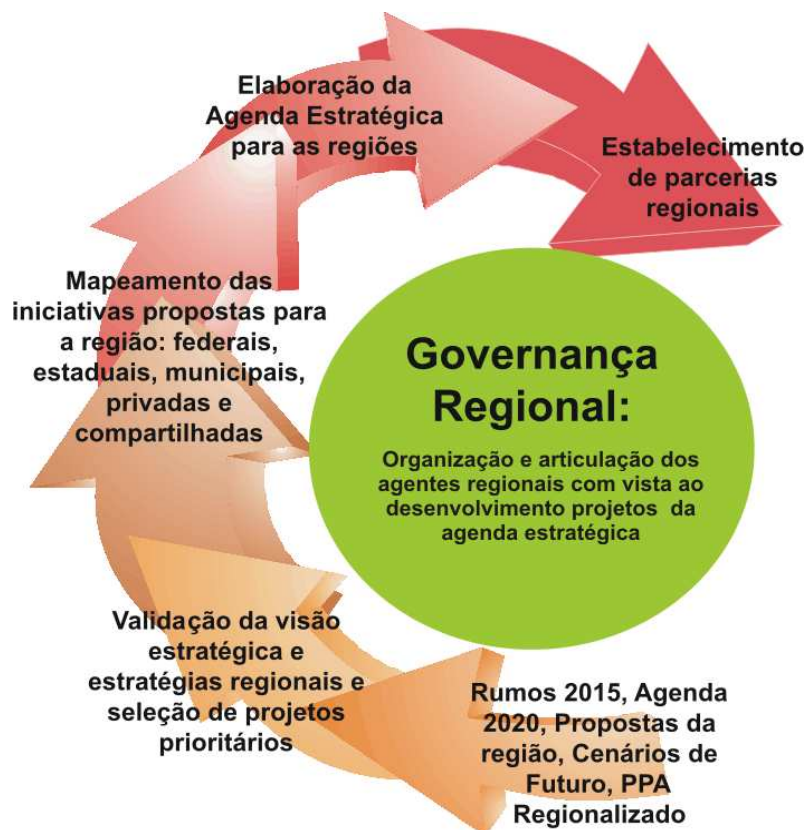 Elaboração da
Agenda Estratégica
para as regiões
Estabelecimento
de parcerias
regionais
Mapeamento das
iniciativas propostas para
a região: federais,
estaduais, municipais,
privadas e
compartilhadas
Governança
Regional:
Organização e articulação dos
agentes regionais com vista ao
desenvolvimento projetos da
agenda estratégica
Validação da visão
estratégica e
estratégias regionais e
seleção de projetos
prioritários
Rumos 2015, Agenda
2020, Propostas da
região, Cenários de
Futuro, PPA
Regionalizado